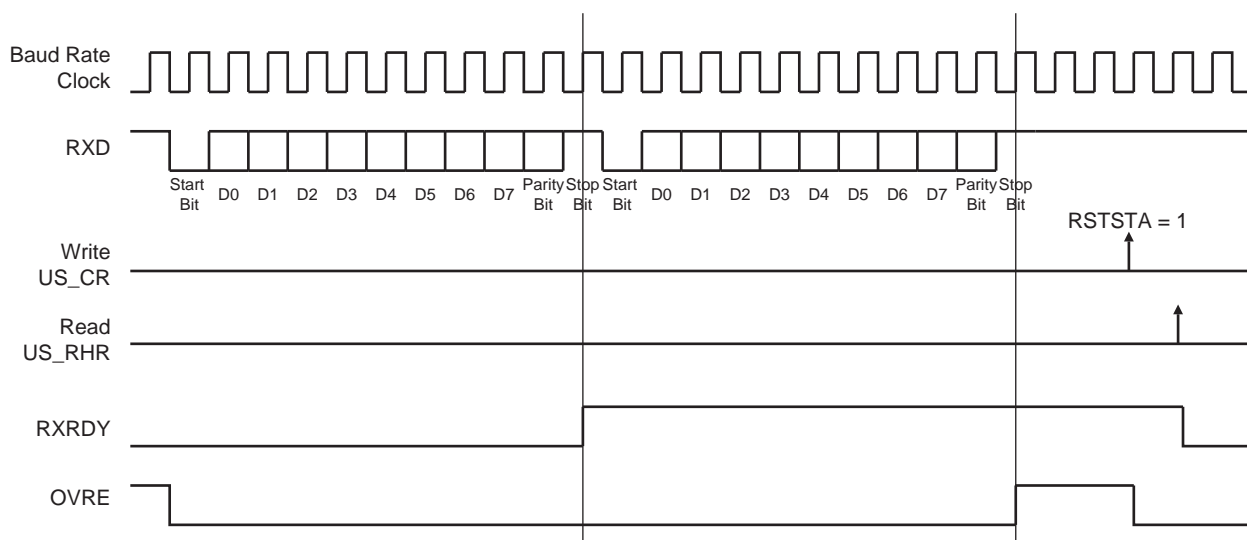 Baud Rate
Clock
RXD
Start
Bit
D0 D1 D2 D3 D4 D5 D6 D7
Parity
Bit
Stop
Bit
Start
Bit
D0 D1 D2 D3 D4 D5 D6 D7
Parity
Bit
Stop
Bit
RSTSTA = 1
Write
US_CR
Read
US_RHR
RXRDY
OVRE